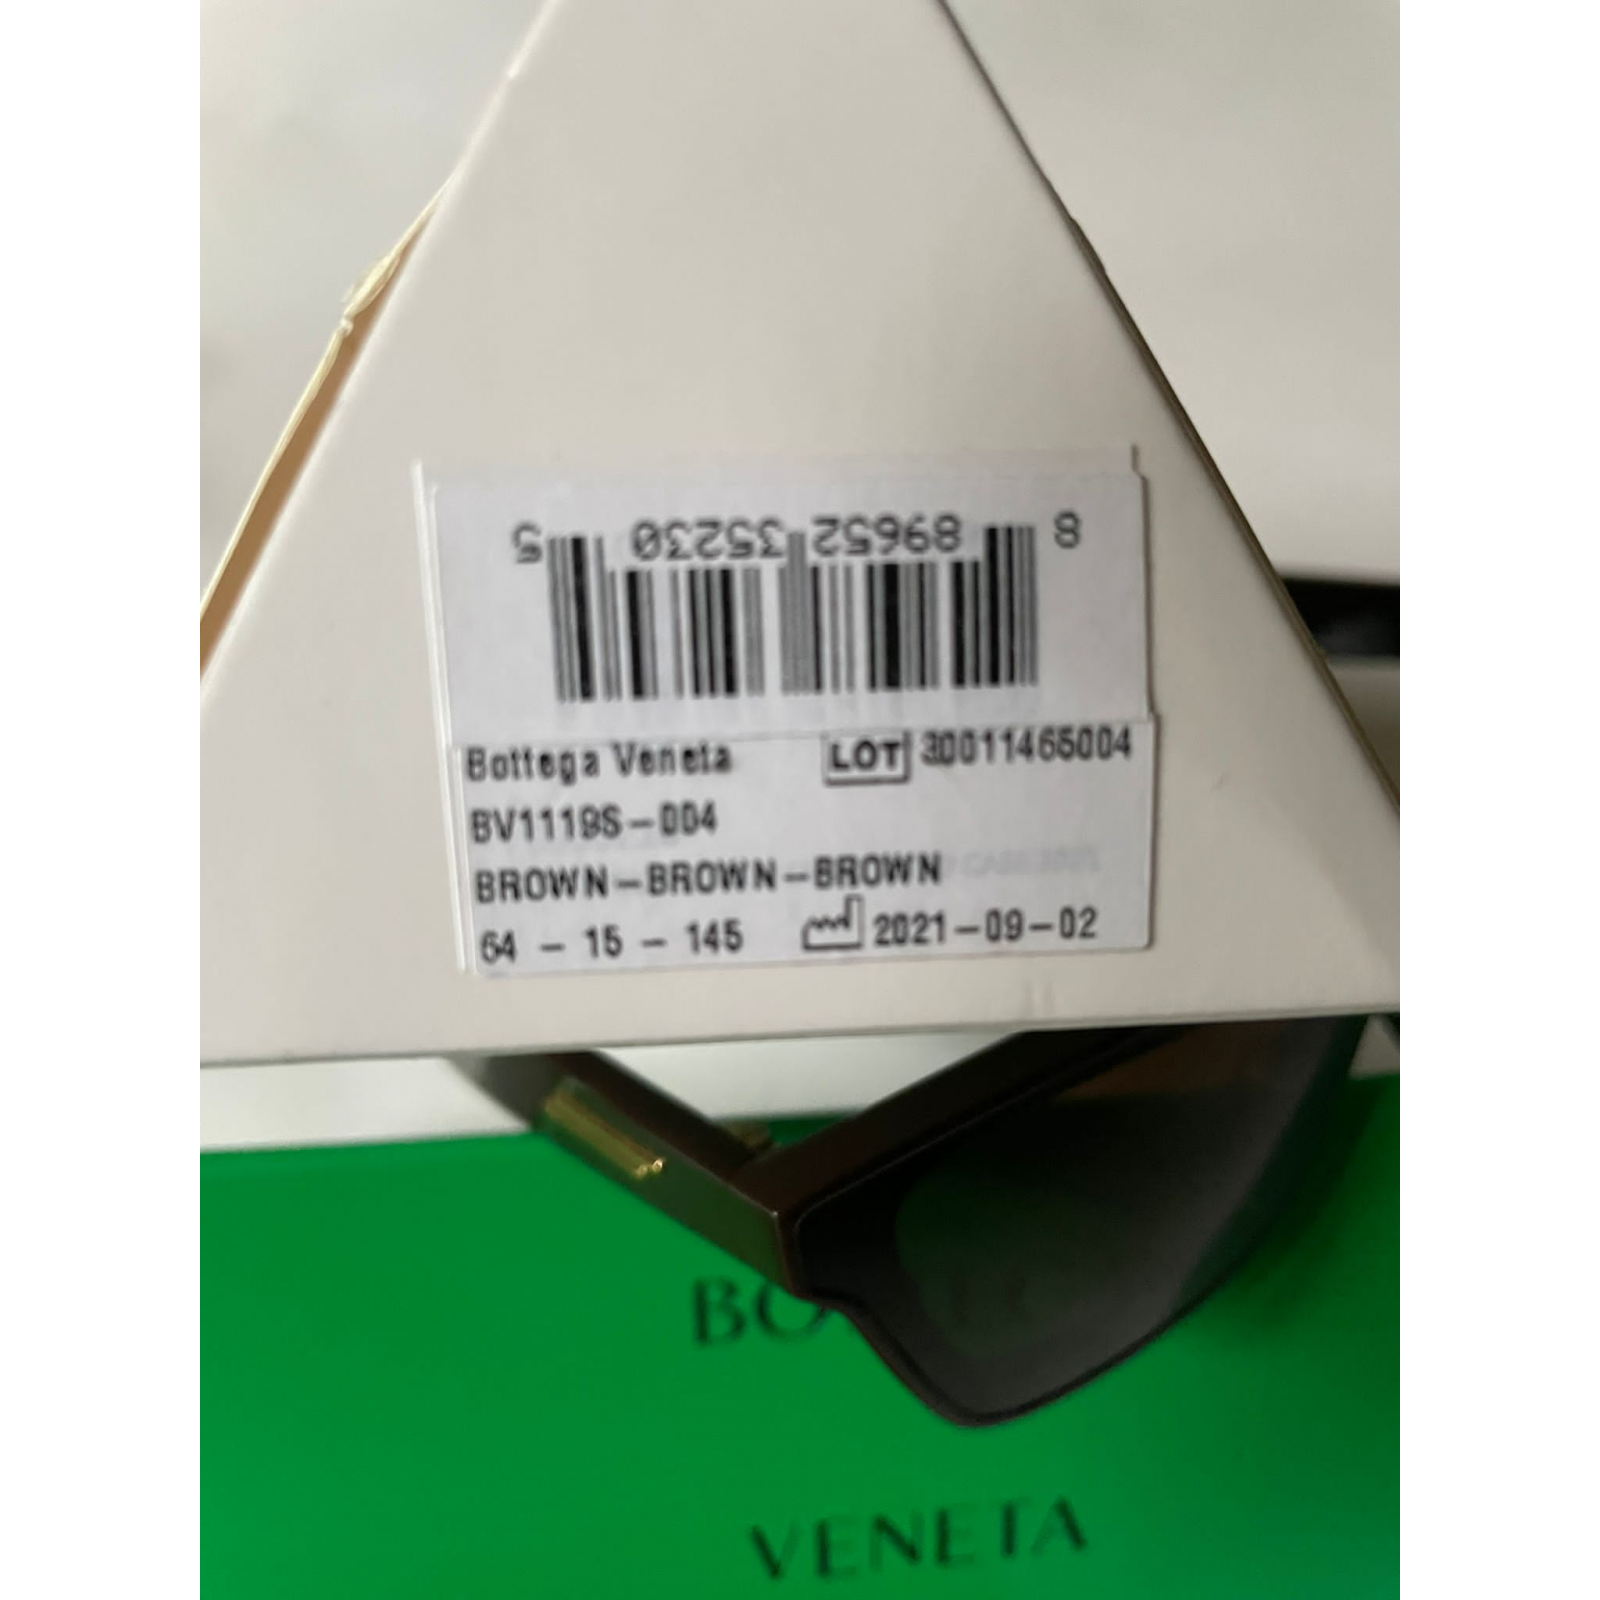 8 89652 35230 5
Bottega Veneta LOT 30011465004
BV1119S-004
BROWN-BROWN-BROWN
64 - 15 - 145 2021-09-02
BO
VENETA